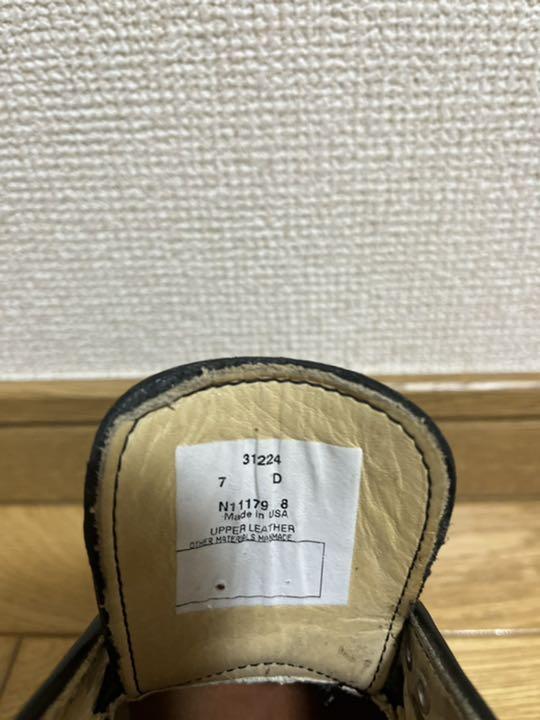 31224
7 D
N11179 8
Made in USA
UPPER LEATHER
OTHER MATERIALS MANMADE